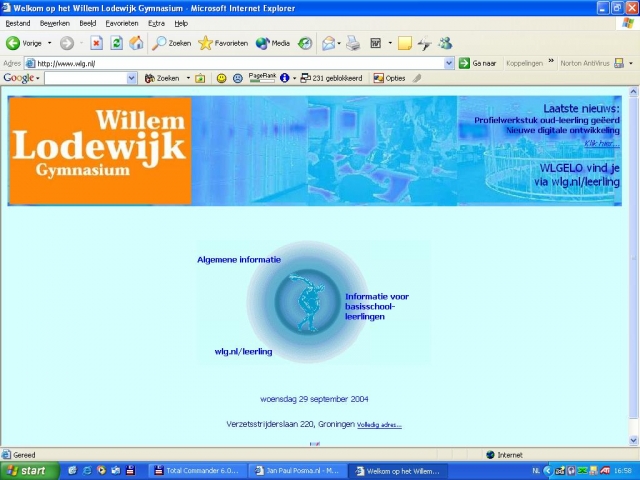 Welkom op het Willem Lodewijk Gymnasium - Microsoft Internet Explorer
Bestand Bewerken Beeld Favorieten Extra Help
Vorige Zoeken Favorieten Media
Adres http://www.wlg.nl/ Ga naar Koppelingen » Norton AntiVirus
Google Zoeken PageRank 231 geblokkeerd Opties
Willem
Lodewijk
Gymnasium
Laatste nieuws:
Profielwerkstuk oud-leerling geëerd
Nieuwe digitale ontwikkeling
Klik hier...
WLGELO vind je
via wlg.nl/leerling
Algemene informatie
Informatie voor
basisschool-
leerlingen
wlg.nl/leerling
woensdag 29 september 2004
Verzetsstrijderslaan 220, Groningen Volledig adres...
Gereed Internet
start Total Commander 6.0... Jan Paul Posma.nl - M... Welkom op het Willem... NL 16:58